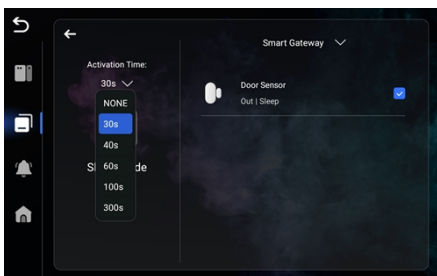 Smart Gateway
Activation Time:
30s
NONE
30s
40s
60s
100s
300s
Door Sensor
Out | Sleep